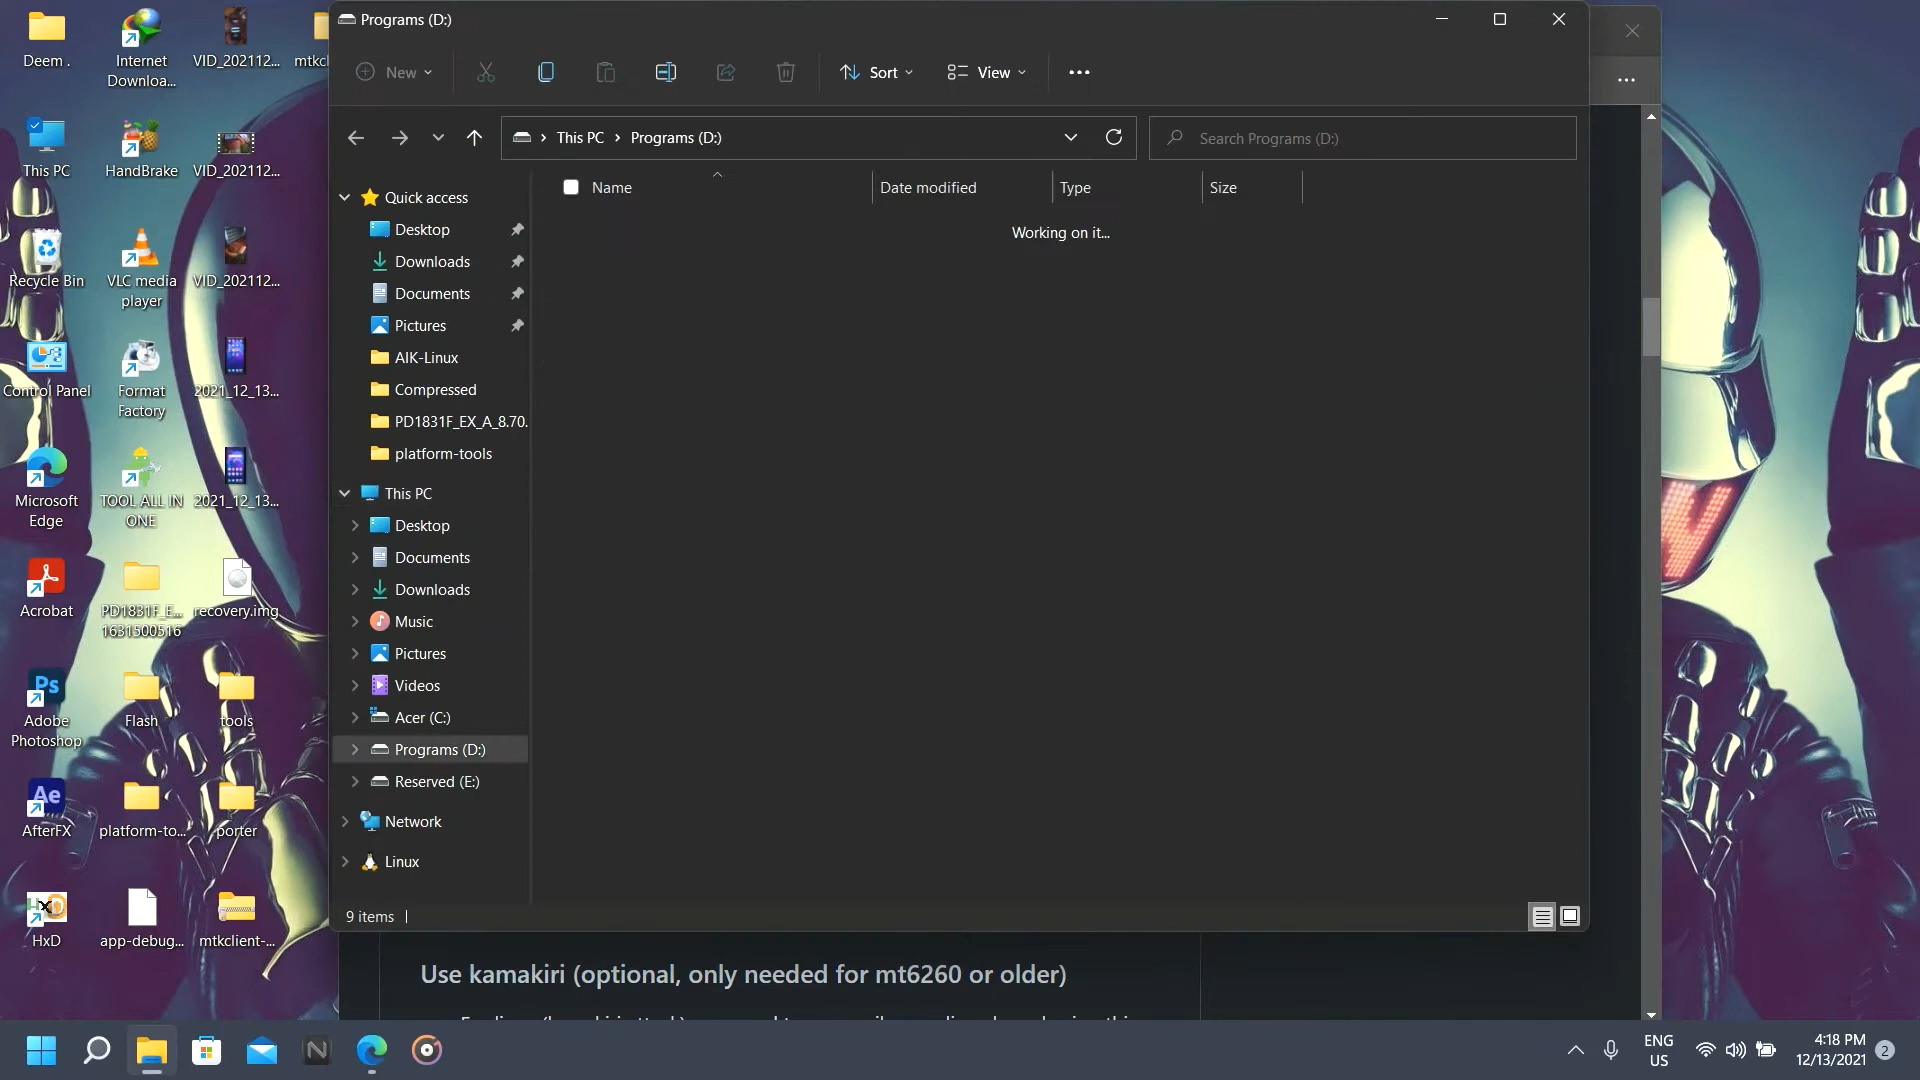 Programs (D:)
New
Sort
View
This PC
Programs (D:)
Search Programs (D:)
Name
Date modified
Type
Size
Working on it...
Quick access
Desktop
Downloads
Documents
Pictures
AIK-Linux
Compressed
PD1831F_EX_A_8.70.
platform-tools
This PC
Desktop
Documents
Downloads
Music
Pictures
Videos
Acer (C:)
Programs (D:)
Reserved (E:)
Network
Linux
9 items
Deem .
Internet
Downloa...
VID_202112...
mtkcl
This PC
HandBrake
VID_202112...
Recycle Bin
VLC media
player
VID_202112...
Control Panel
Format
Factory
2021_12_13...
Microsoft
Edge
TOOL ALL IN
ONE
2021_12_13...
Acrobat
PD1831F_E...
1631500516
recovery.img
Ps
Adobe
Photoshop
Flash
tools
Ae
AfterFX
platform-to...
porter
HxD
HxD
app-debug...
mtkclient-...
Use kamakiri (optional, only needed for mt6260 or older)
ENG
US
4:18 PM
12/13/2021
2